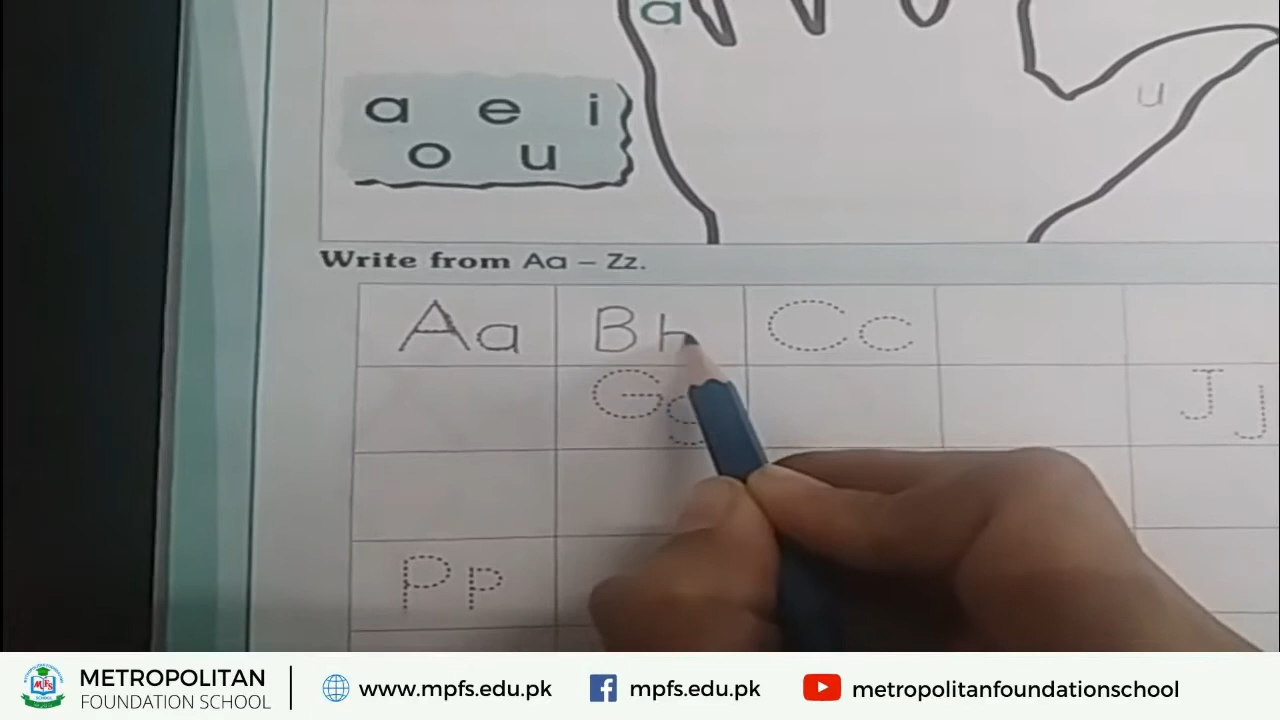 a
u
a e i
o u
Write from Aa – Zz.
Aa B Cc
Gg Jj
Pp
METROPOLITAN
FOUNDATION SCHOOL
www.mpfs.edu.pk
mpfs.edu.pk
metropolitanfoundationschool